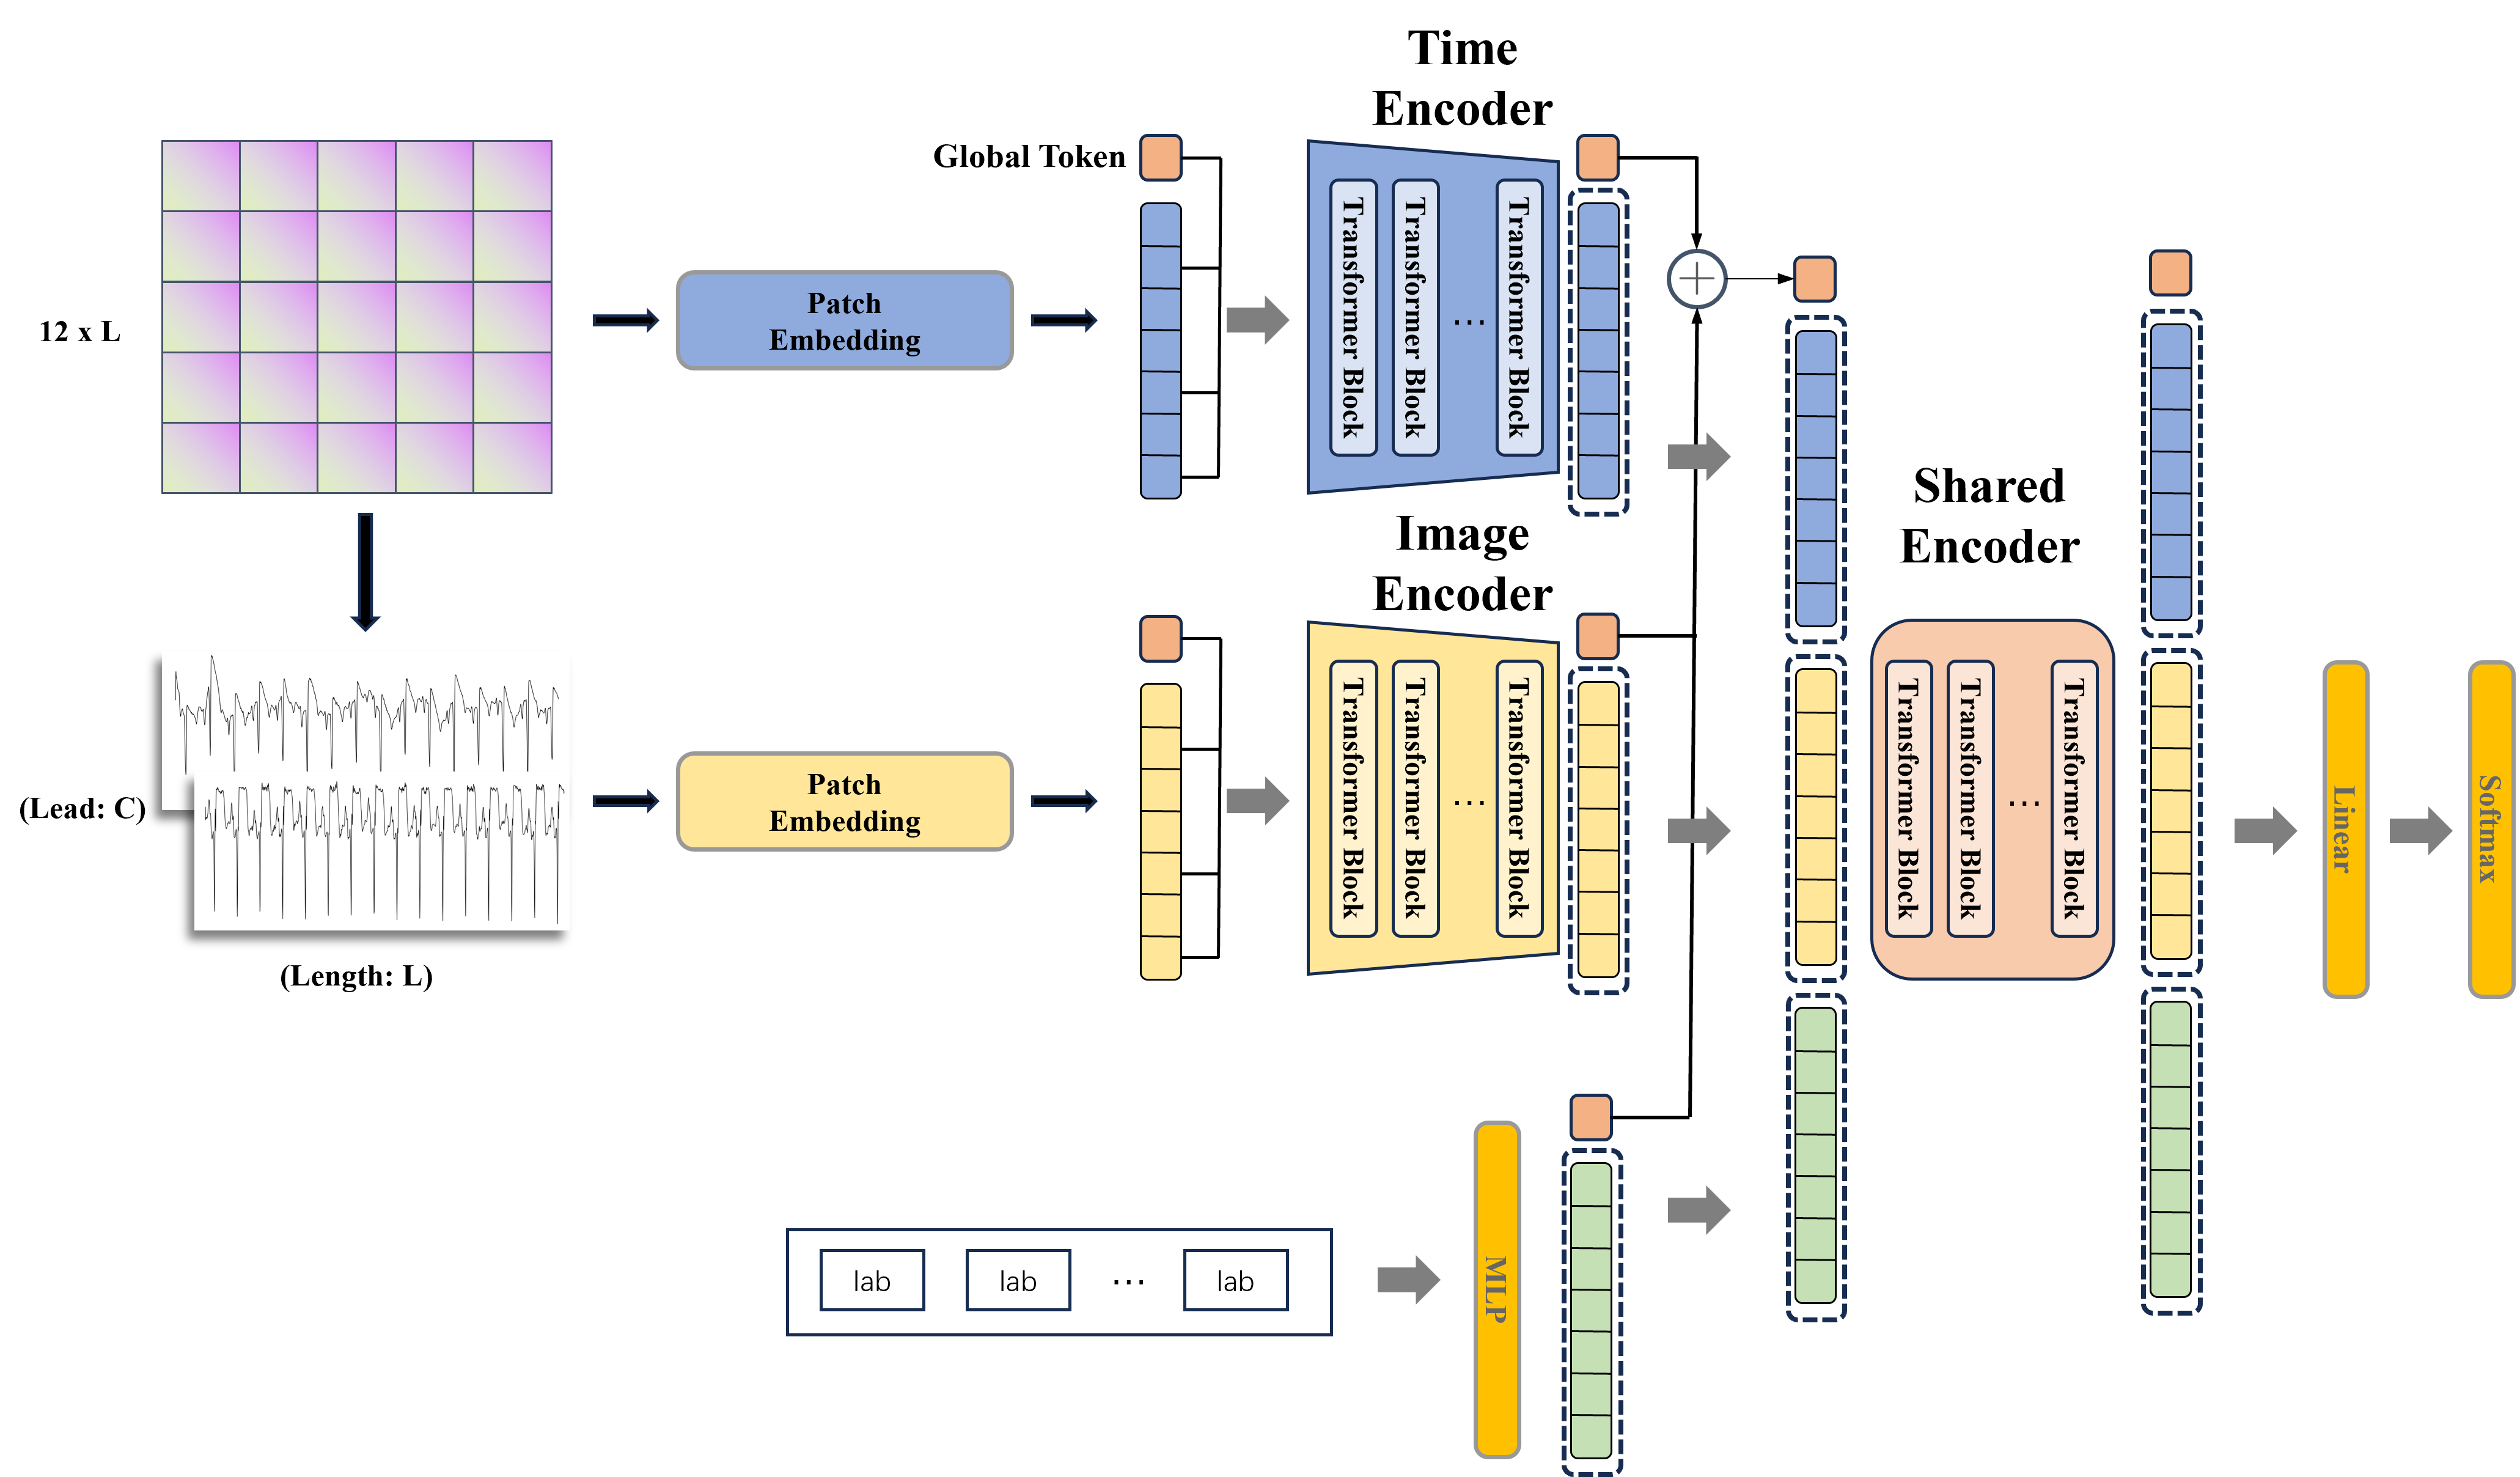 Time
Encoder
Global Token
Transformer Block
Transformer Block
...
Transformer Block
12 x L
Patch
Embedding
Image
Encoder
Shared
Encoder
(Lead: C)
(Length: L)
Patch
Embedding
Transformer Block
Transformer Block
...
Transformer Block
Transformer Block
Transformer Block
...
Transformer Block
Linear
Softmax
lab
lab
...
lab
MLP